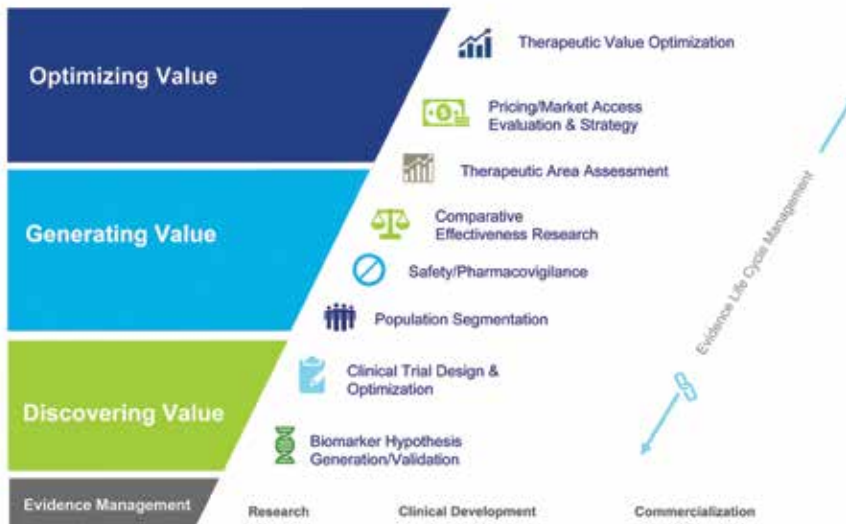 Optimizing Value
Therapeutic Value Optimization
Pricing/Market Access
Evaluation & Strategy
Therapeutic Area Assessment
Generating Value
Comparative
Effectiveness Research
Safety/Pharmacovigilance
Population Segmentation
Evidence Life Cycle Management
Discovering Value
Clinical Trial Design &
Optimization
Biomarker Hypothesis
Generation/Validation
Evidence Management
Research
Clinical Development
Commercialization